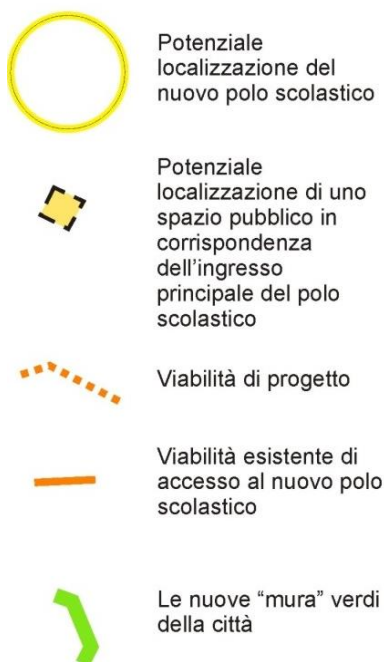 Potenziale
localizzazione del
nuovo polo scolastico
Potenziale
localizzazione di uno
spazio pubblico in
corrispondenza
dell'ingresso
principale del polo
scolastico
Viabilità di progetto
Viabilità esistente di
accesso al nuovo polo
scolastico
Le nuove “mura” verdi
della città